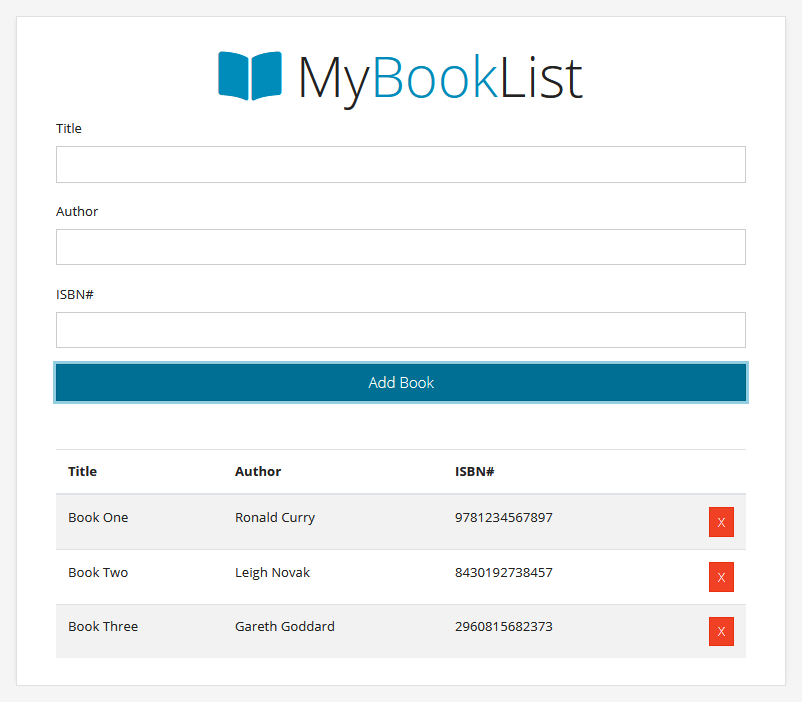 MyBookList
Title
Author
ISBN#
Add Book
Title Author ISBN#
Book One Ronald Curry 9781234567897 X
Book Two Leigh Novak 8430192738457 X
Book Three Gareth Goddard 2960815682373 X